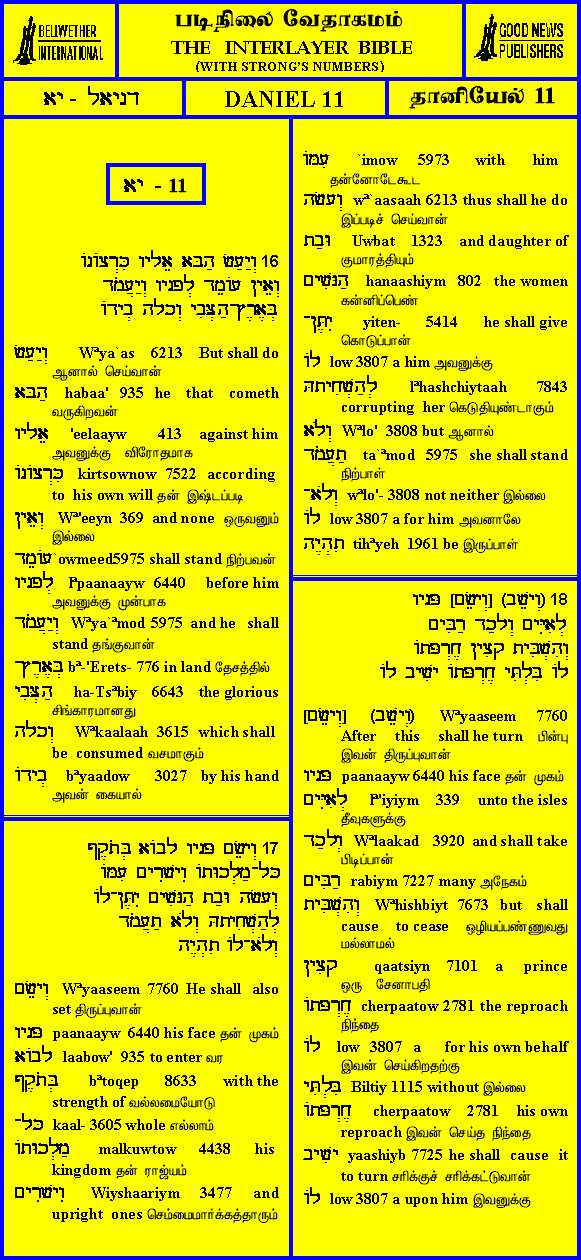 BELLWETHER
INTERNATIONAL
படிநிலை வேதாகமம்
THE INTERLAYER BIBLE
(WITH STRONG'S NUMBERS)
GOOD NEWS
PUBLISHERS
דניאל - יא
DANIEL 11
தானியேல் 11
יא - 11
16 וְיַעַשׂ הַבָּא אֵלָיו כִּרְצוֹנוֹ
וְאֵין עוֹמֵד לְפָנָיו וְיַעֲמֹד
בְּאֶרֶץ־הַצְּבִי וְכָלָה בְיָדוֹ
וְיַעַשׂ Wªya`as 6213 But shall do
ஆனால் செய்வான்
הַבָּא habaa' 935 he that cometh
வருகிறவன்
אֵלָיו 'eelaayw 413 against him
அவனுக்கு விரோதமாக
כִּרְצוֹנוֹ kirtsownow 7522 according
to his own will தன் இஷ்டப்படி
וְאֵין Wª'eeyn 369 and none ஒருவனும்
இல்லை
עוֹמֵד `owmeed5975 shall stand நிற்பவன்
לְפָנָיו lªpaanaayw 6440 before him
அவனுக்கு முன்பாக
וְיַעֲמֹד Wªya`ªmod 5975 and he shall
stand தங்குவான்
בְּאֶרֶץ bª-'Erets- 776 in land தேசத்தில்
הַצְּבִי ha-Tsªbiy 6643 the glorious
சிங்காரமானது
וְכָלָה Wªkaalaah 3615 which shall
be consumed வசமாகும்
בְיָדוֹ bªyaadow 3027 by his hand
அவன் கையால்
17 וְיָשֵׂם פָּנָיו לָבוֹא בְּתֹקֶף
כָּל־מַלְכוּתוֹ וִישָׁרִים עִמּוֹ
וְעָשָׂה וּבַת הַנָּשִׁים יִתֶּן־לוֹ
לְהַשְׁחִיתָהּ וְלֹא תַעֲמֹד
וְלֹא־לוֹ תִהְיֶה
וְיָשֵׂם Wªyaaseem 7760 He shall also
set திருப்புவான்
פָּנָיו paanaayw 6440 his face தன் முகம்
לָבוֹא laabow' 935 to enter வர
בְּתֹקֶף bªtoqep 8633 with the
strength of வல்லமையோடு
כָּל־ kaal- 3605 whole எல்லாம்
מַלְכוּתוֹ malkuwtow 4438 his
kingdom தன் ராஜ்யம்
וִישָׁרִים Wiyshaariym 3477 and
upright ones செம்மைமார்க்கத்தாரும்
עִמּוֹ `imow 5973 with him
தன்னோடேகூட
וְעָשָׂה wª`aasaah 6213 thus shall he do
இப்படிச் செய்வான்
וּבַת Uwbat 1323 and daughter of
குமாரத்தியும்
הַנָּשִׁים hanaashiym 802 the women
கன்னிப்பெண்
יִתֶּן־ yiten- 5414 he shall give
கொடுப்பான்
לוֹ low 3807 a him அவனுக்கு
לְהַשְׁחִיתָהּ lªhashchiytaah 7843
corrupting her கெடுதியுண்டாகும்
וְלֹא Wªlo' 3808 but ஆனால்
תַעֲמֹד ta`ªmod 5975 she shall stand
நிற்பாள்
וְלֹא־ wªlo'- 3808 not neither இல்லை
לוֹ low 3807 a for him அவனாலே
תִהְיֶה tihªyeh 1961 be இருப்பாள்
18 (וְיָשֵׁב) [וְיָשֵׂם] פָּנָיו
לְאִיִּים וְלָכַד רַבִּים
וְהִשְׁבִּית קָצִין חֶרְפָּתוֹ
לוֹ בִּלְתִּי חֶרְפָּתוֹ יָשִׁיב לוֹ
(וְיָשֵׁב) [וְיָשֵׂם] Wªyaaseem 7760
After this shall he turn பின்பு
இவன் திருப்புவான்
פָּנָיו paanaayw 6440 his face தன் முகம்
לְאִיִּים lª'iyiym 339 unto the isles
தீவுகளுக்கு
וְלָכַד Wªlaakad 3920 and shall take
பிடிப்பான்
רַבִּים rabiym 7227 many அநேகம்
וְהִשְׁבִּית Wªhishbiyt 7673 but shall
cause to cease ஒழியப்பண்ணுவது
மல்லாமல்
קָצִין qaatsiyn 7101 a prince
ஒரு சேனாபதி
חֶרְפָּתוֹ cherpaatow 2781 the reproach
நிந்தை
לוֹ low 3807 a for his own behalf
இவன் செய்கிறதற்கு
בִּלְתִּי Biltiy 1115 without இல்லை
חֶרְפָּתוֹ cherpaatow 2781 his own
reproach இவன் செய்த நிந்தை
יָשִׁיב yaashiyb 7725 he shall cause it
to turn சரிக்குச் சரிக்கட்டுவான்
לוֹ low 3807 a upon him இவனுக்கு